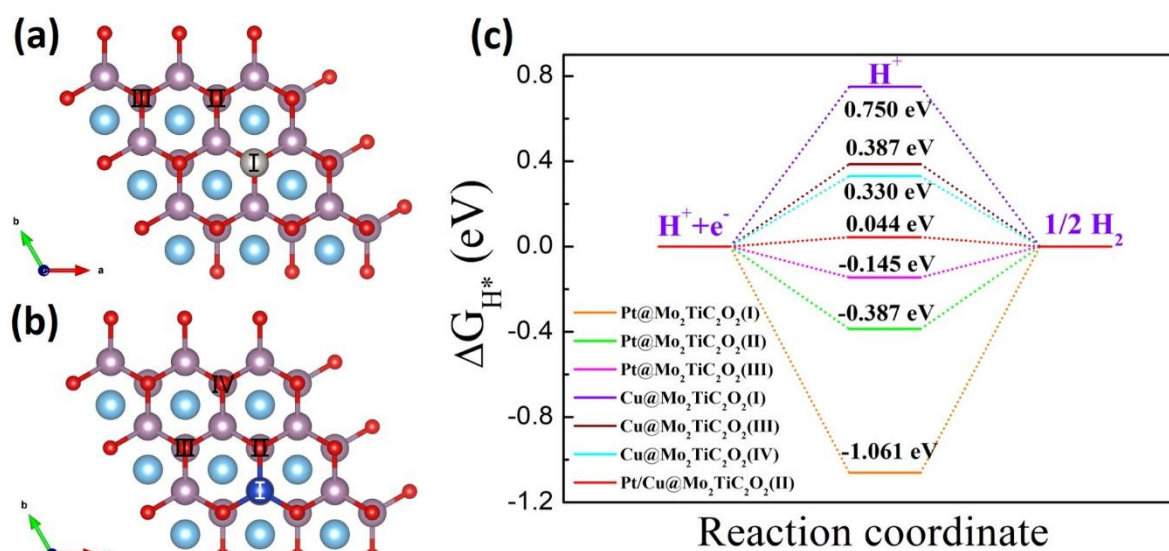 (a)
III II
I
b
a
(b)
IV
III II
I
b
(c)
ΔG_H* (eV)
0.8
0.4
0.0
-0.4
-0.8
-1.2
H⁺
0.750 eV
0.387 eV
0.330 eV
0.044 eV
-0.145 eV
-0.387 eV
-1.061 eV
H⁺+e⁻
1/2 H₂
Pt@Mo₂TiC₂O₂(I)
Pt@Mo₂TiC₂O₂(II)
Pt@Mo₂TiC₂O₂(III)
Cu@Mo₂TiC₂O₂(I)
Cu@Mo₂TiC₂O₂(III)
Cu@Mo₂TiC₂O₂(IV)
Pt/Cu@Mo₂TiC₂O₂(II)
Reaction coordinate